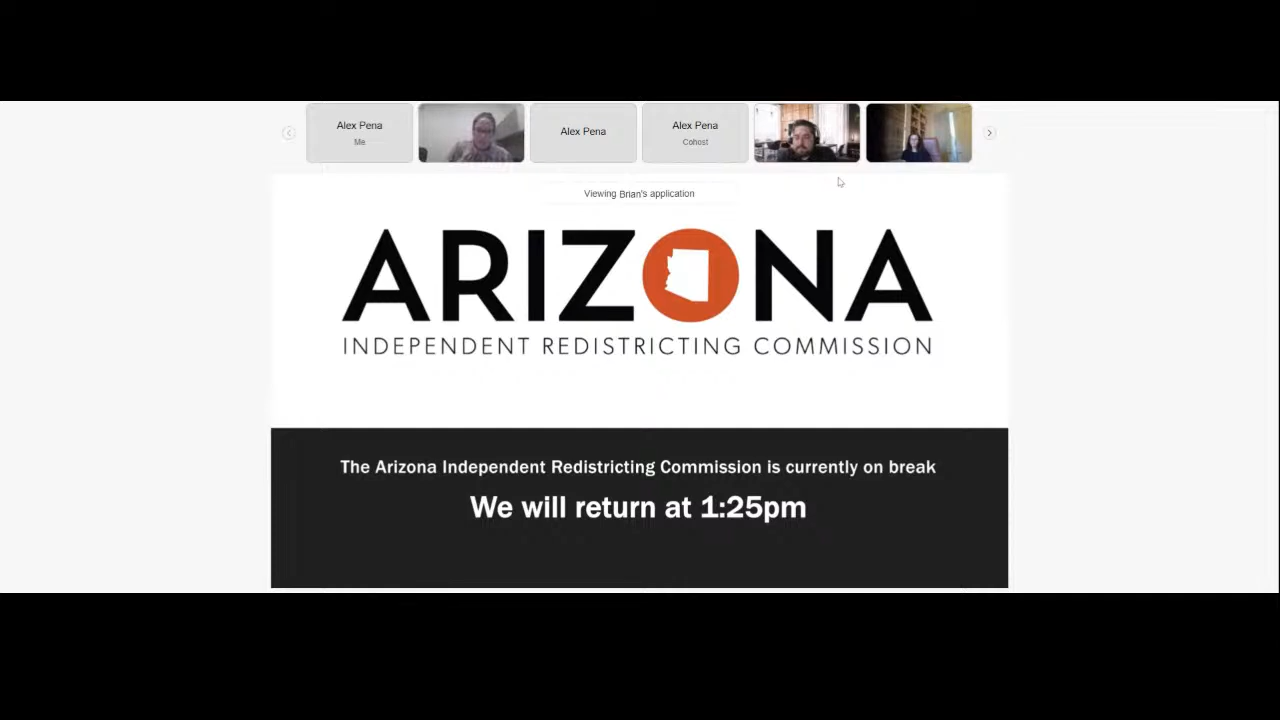 Alex Pena
Me
Alex Pena
Alex Pena
Cohost
Viewing Brian's application
ARIZONA
INDEPENDENT REDISTRICTING COMMISSION
The Arizona Independent Redistricting Commission is currently on break
We will return at 1:25pm